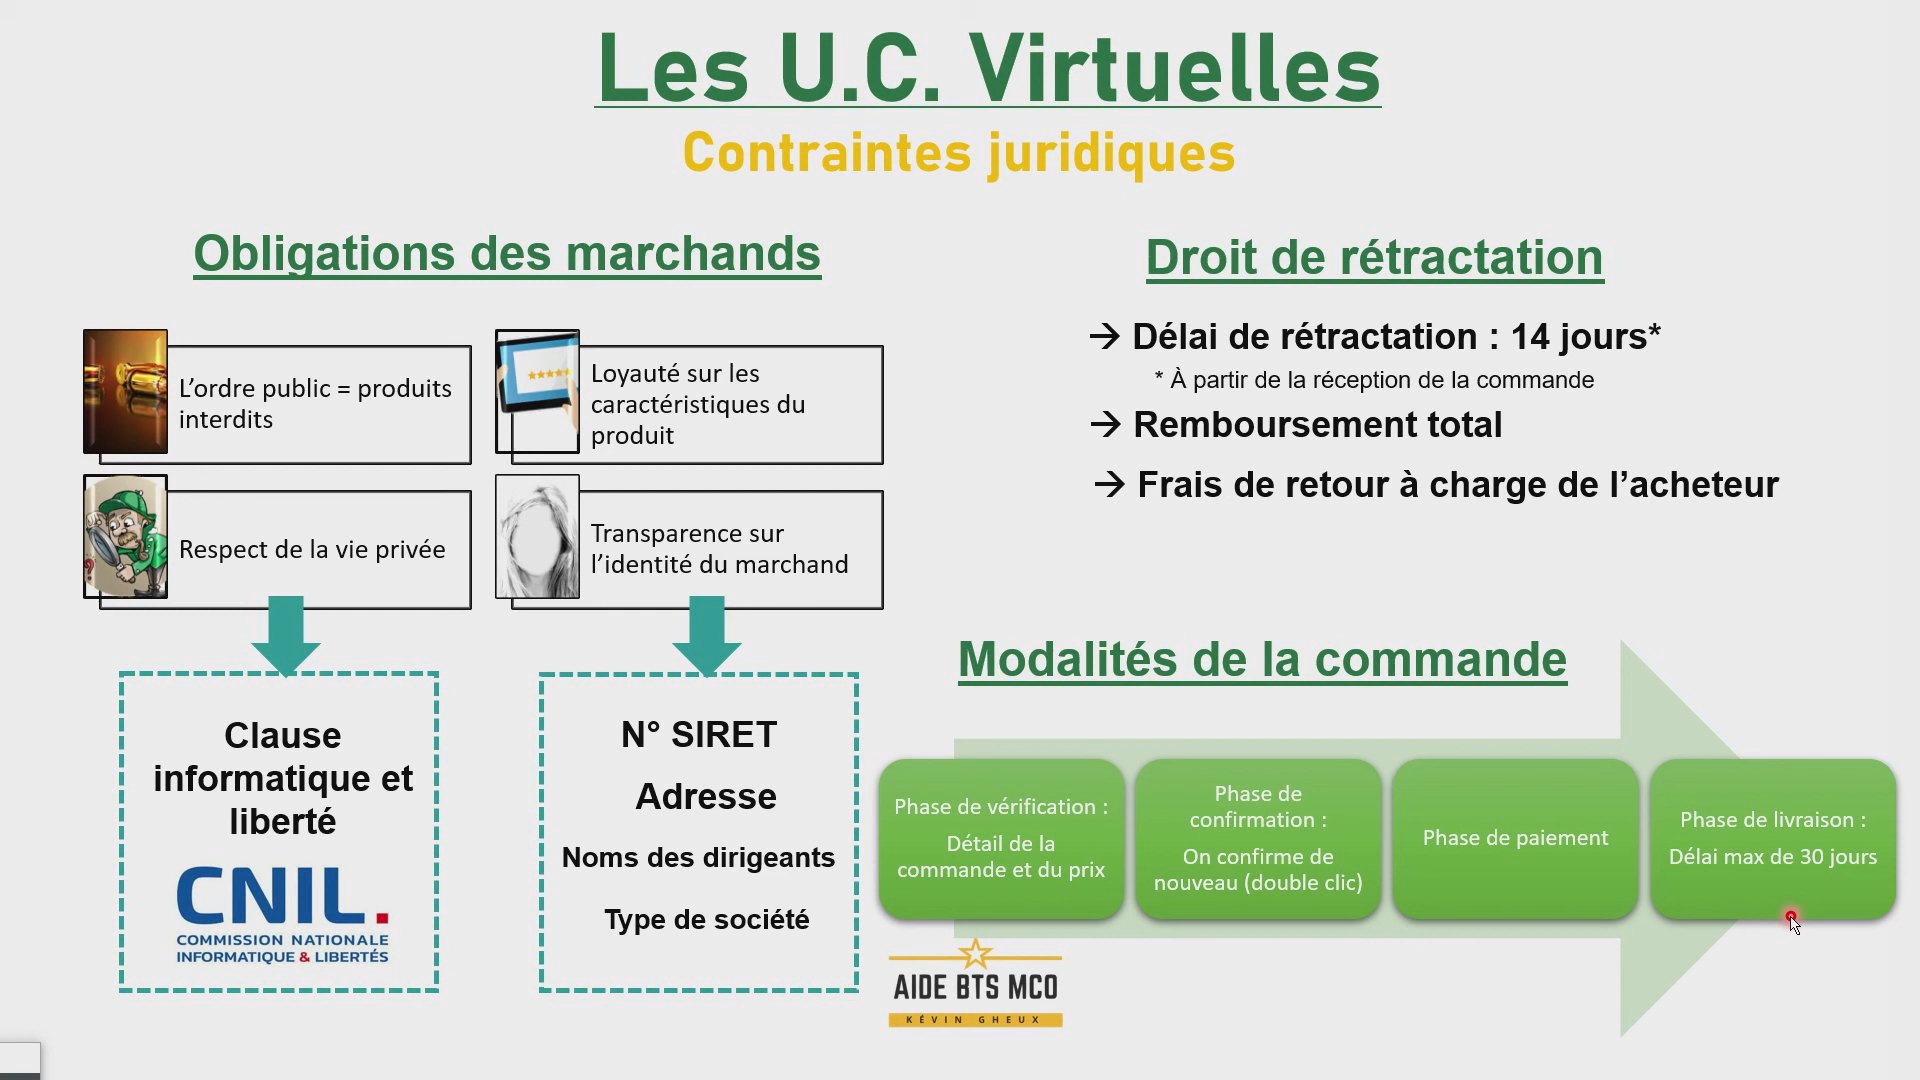 Les U.C. Virtuelles
Contraintes juridiques
Obligations des marchands
L’ordre public = produits
interdits
Loyauté sur les
caractéristiques du
produit
Respect de la vie privée
Transparence sur
l’identité du marchand
Clause
informatique et
liberté
CNIL.
COMMISSION NATIONALE
INFORMATIQUE & LIBERTÉS
N° SIRET
Adresse
Noms des dirigeants
Type de société
Droit de rétractation
→ Délai de rétractation : 14 jours*
* À partir de la réception de la commande
→ Remboursement total
→ Frais de retour à charge de l’acheteur
Modalités de la commande
Phase de vérification :
Détail de la
commande et du prix
Phase de
confirmation :
On confirme de
nouveau (double clic)
Phase de paiement
Phase de livraison :
Délai max de 30 jours
AIDE BTS MCO
KÉVIN GHEUX